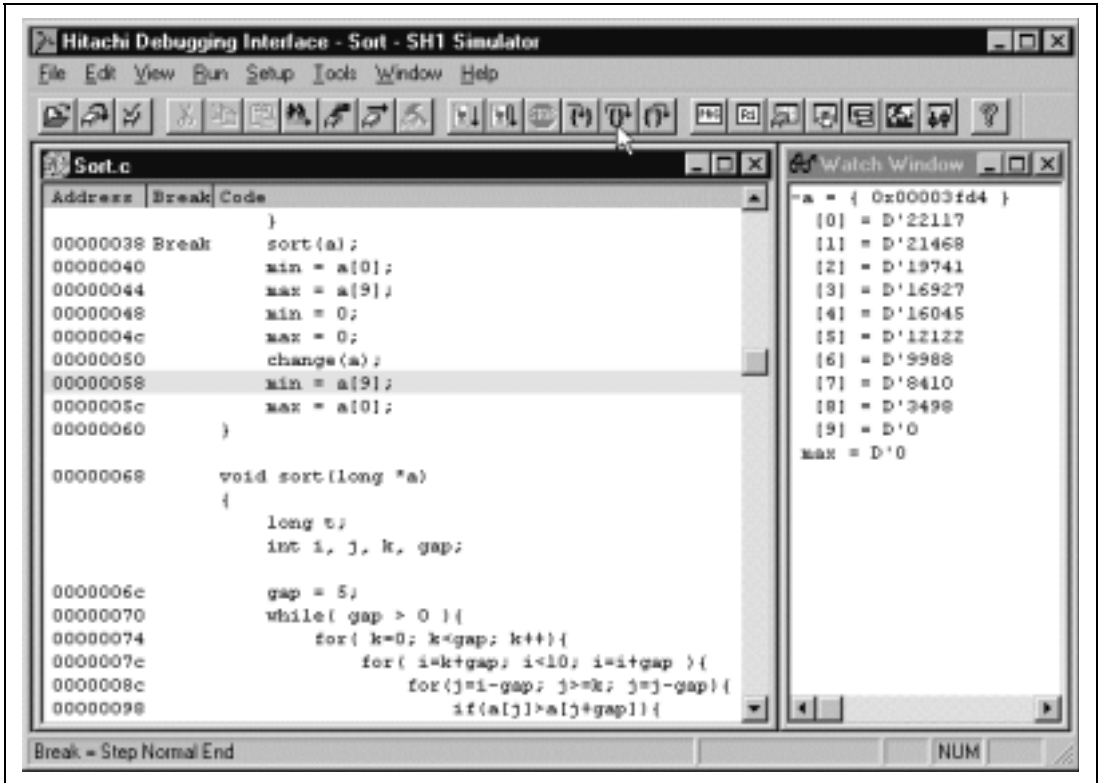 Hitachi Debugging Interface - Sort - SH1 Simulator
File Edit View Run Setup Tools Window Help
Sort.c
Address Break Code
}
00000038 Break sort(a);
00000040 min = a[0];
00000044 max = a[9];
00000048 min = 0;
0000004c max = 0;
00000050 change(a);
00000058 min = a[9];
0000005c max = a[0];
00000060 }
00000068 void sort(long *a)
{
long t;
int i, j, k, gap;
0000006c gap = 5;
00000070 while( gap > 0 ){
00000074 for( k=0; k<gap; k++){
0000007c for( i=k+gap; i<10; i=i+gap ){
0000008c for(j=i-gap; j>=k; j=j-gap){
00000098 if(a[j]>a[j+gap]){
Watch Window
-a = { 0x00003fd4 }
[0] = D'22117
[1] = D'21468
[2] = D'19741
[3] = D'16927
[4] = D'16045
[5] = D'12122
[6] = D'9988
[7] = D'8410
[8] = D'3498
[9] = D'0
max = D'0
Break = Step Normal End
NUM